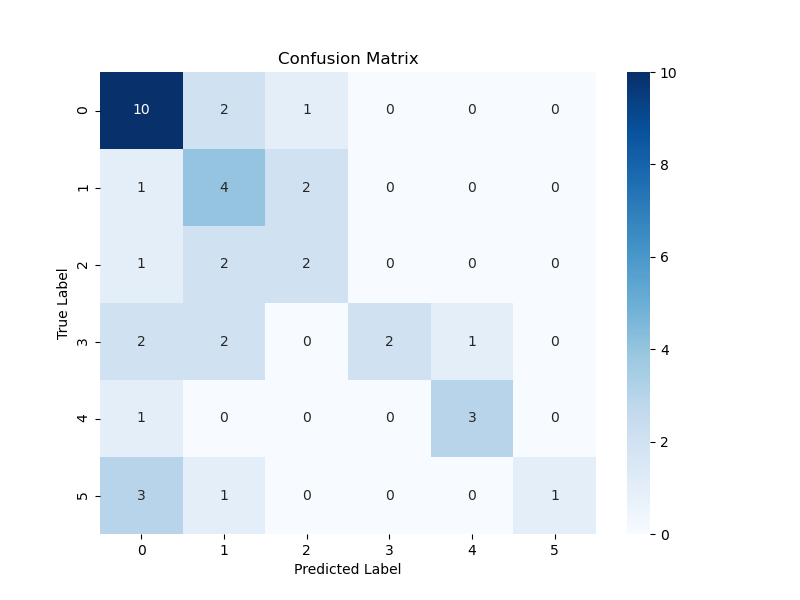 Confusion Matrix
0 10 2 1 0 0 0
1 1 4 2 0 0 0
2 1 2 2 0 0 0
3 2 2 0 2 1 0
4 1 0 0 0 3 0
5 3 1 0 0 0 1
0 1 2 3 4 5
True Label
Predicted Label
10
8
6
4
2
0